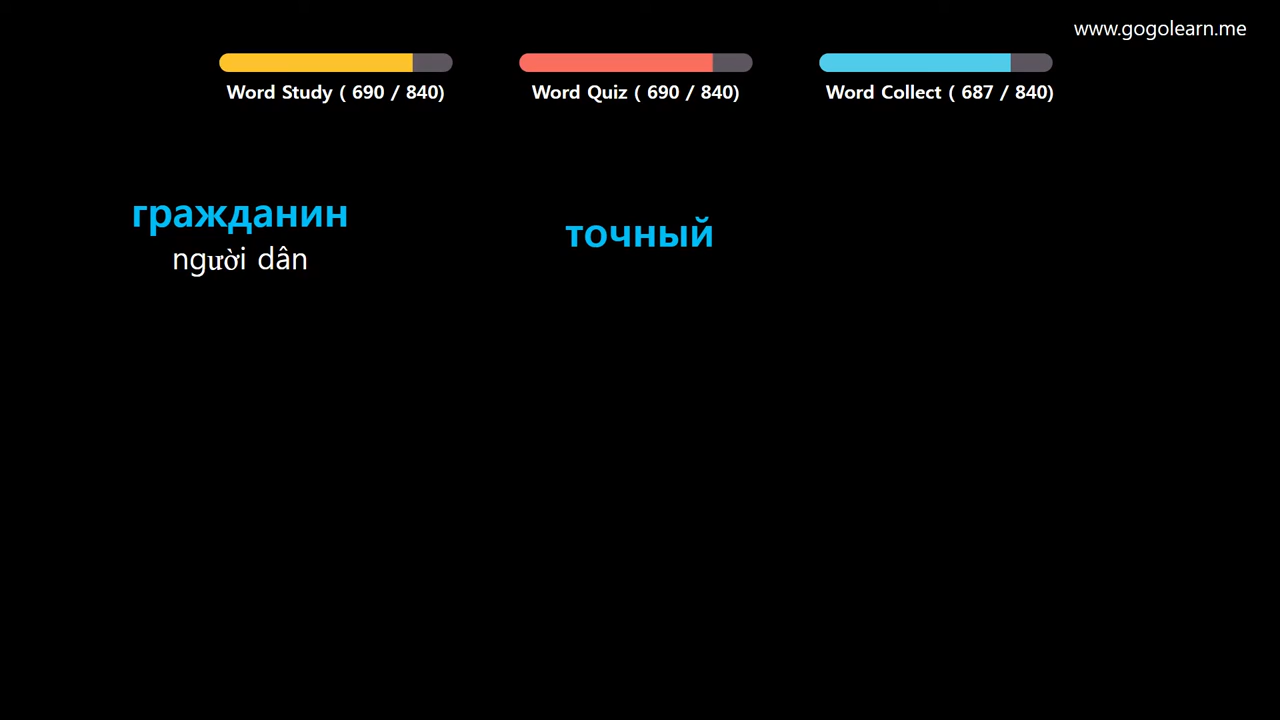 www.gogolearn.me
Word Study ( 690 / 840)
Word Quiz ( 690 / 840)
Word Collect ( 687 / 840)
гражданин
người dân
точный